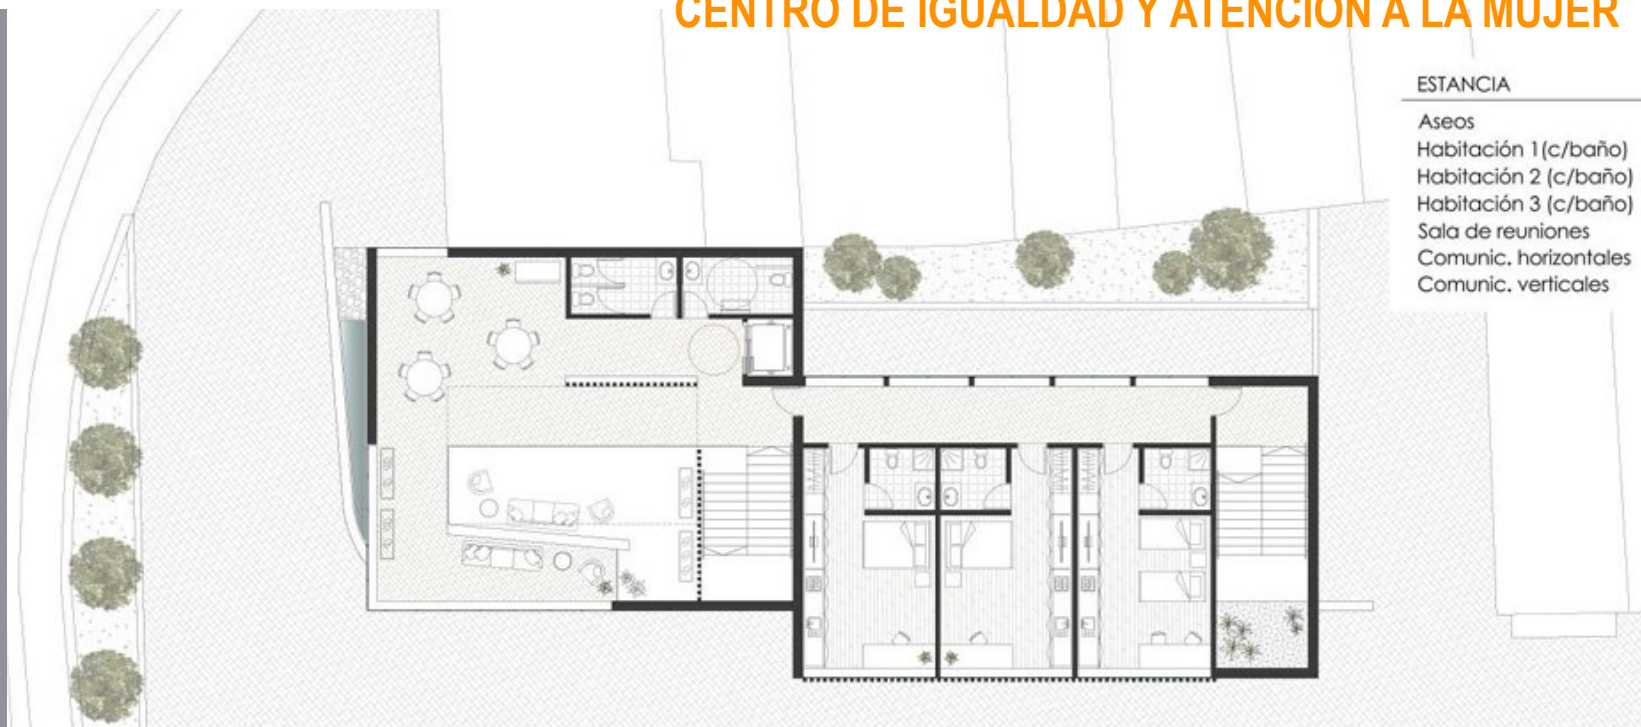 CENTRO DE IGUALDAD Y ATENCIÓN A LA MUJER
ESTANCIA
Aseos
Habitación 1(c/baño)
Habitación 2 (c/baño)
Habitación 3 (c/baño)
Sala de reuniones
Comunic. horizontales
Comunic. verticales